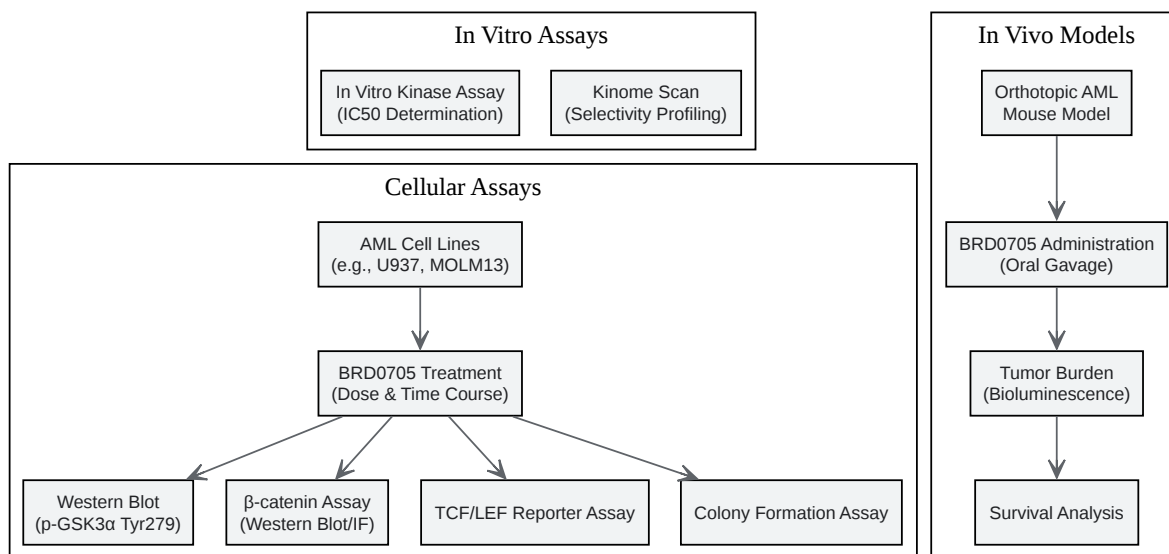 In Vitro Assays
In Vitro Kinase Assay
(IC50 Determination)
Kinome Scan
(Selectivity Profiling)
Cellular Assays
AML Cell Lines
(e.g., U937, MOLM13)
BRD0705 Treatment
(Dose & Time Course)
Western Blot
(p-GSK3α Tyr279)
β-catenin Assay
(Western Blot/IF)
TCF/LEF Reporter Assay
Colony Formation Assay
In Vivo Models
Orthotopic AML
Mouse Model
BRD0705 Administration
(Oral Gavage)
Tumor Burden
(Bioluminescence)
Survival Analysis